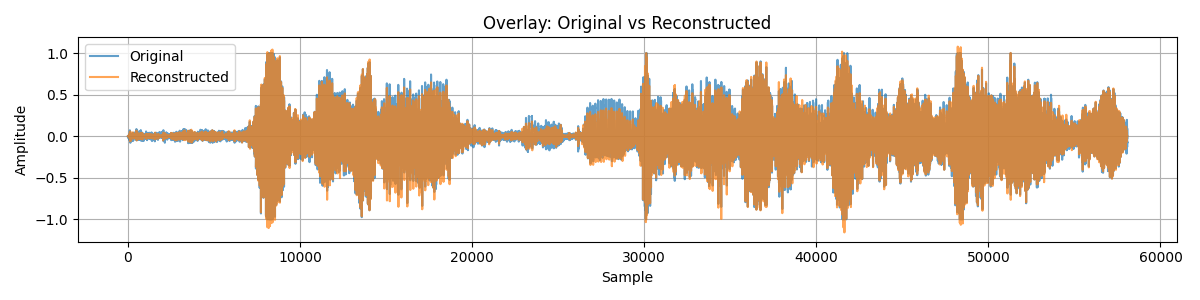 Overlay: Original vs Reconstructed
Original
Reconstructed
Amplitude
1.0
0.5
0.0
−0.5
−1.0
0
10000
20000
30000
40000
50000
60000
Sample